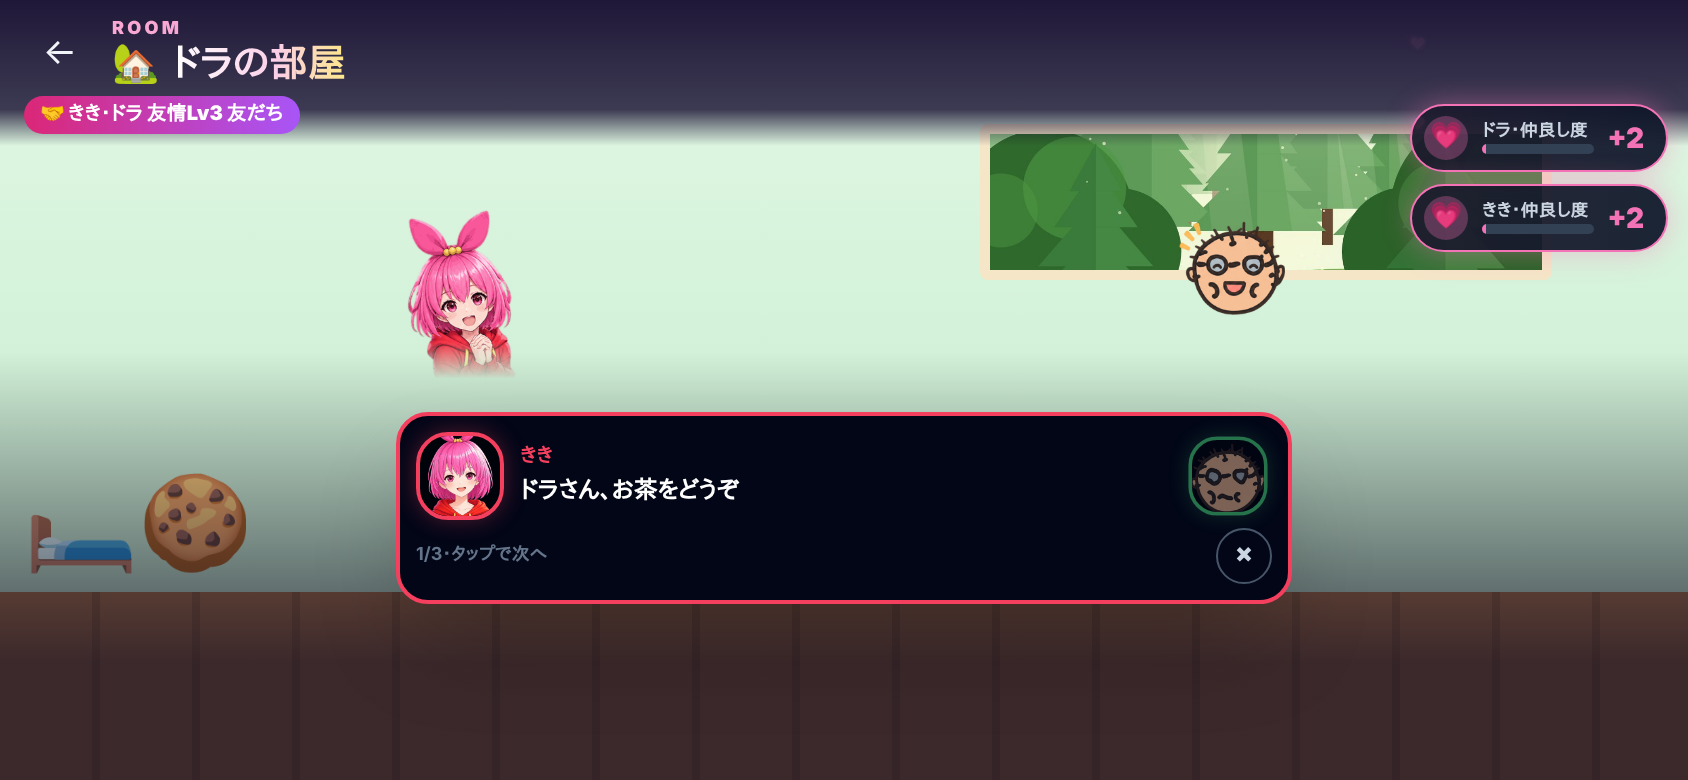 ROOM
🏡 ドラの部屋
🤝 きき・ドラ 友情Lv3 友だち
ドラ・仲良し度
+2
きき・仲良し度
+2
きき
ドラさん、お茶をどうぞ
1/3・タップで次へ
✖